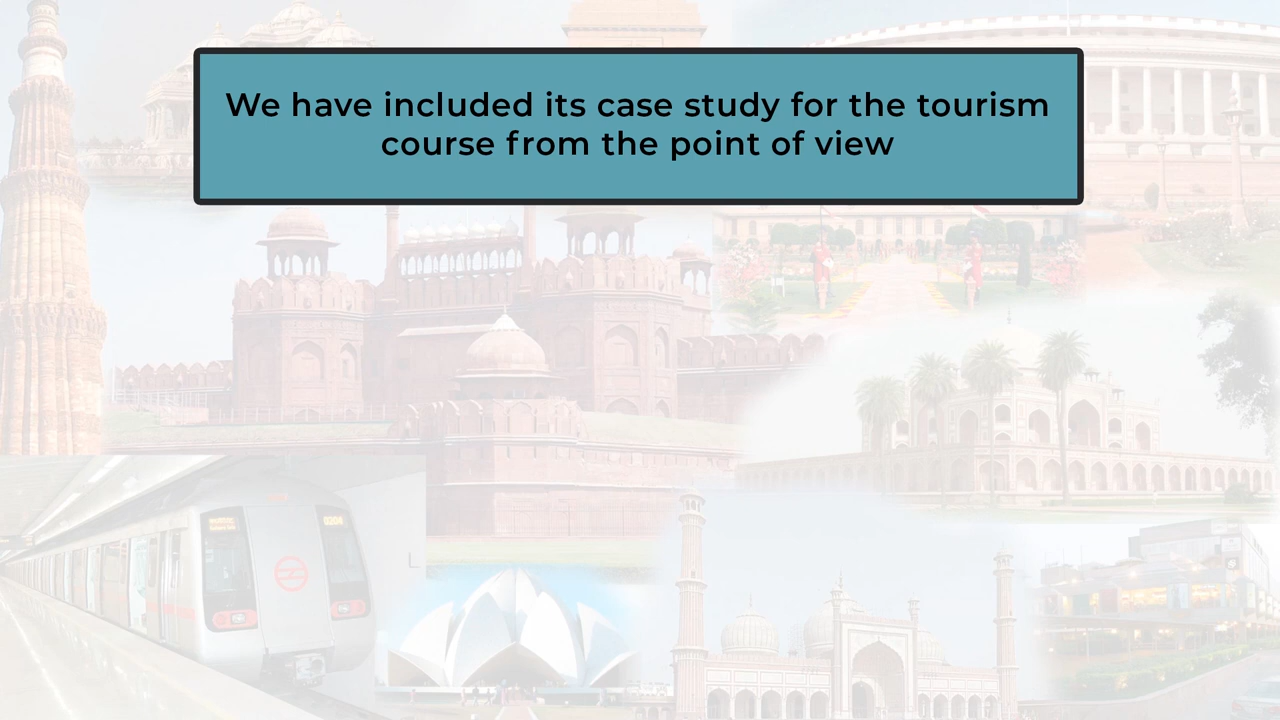 We have included its case study for the tourism
course from the point of view